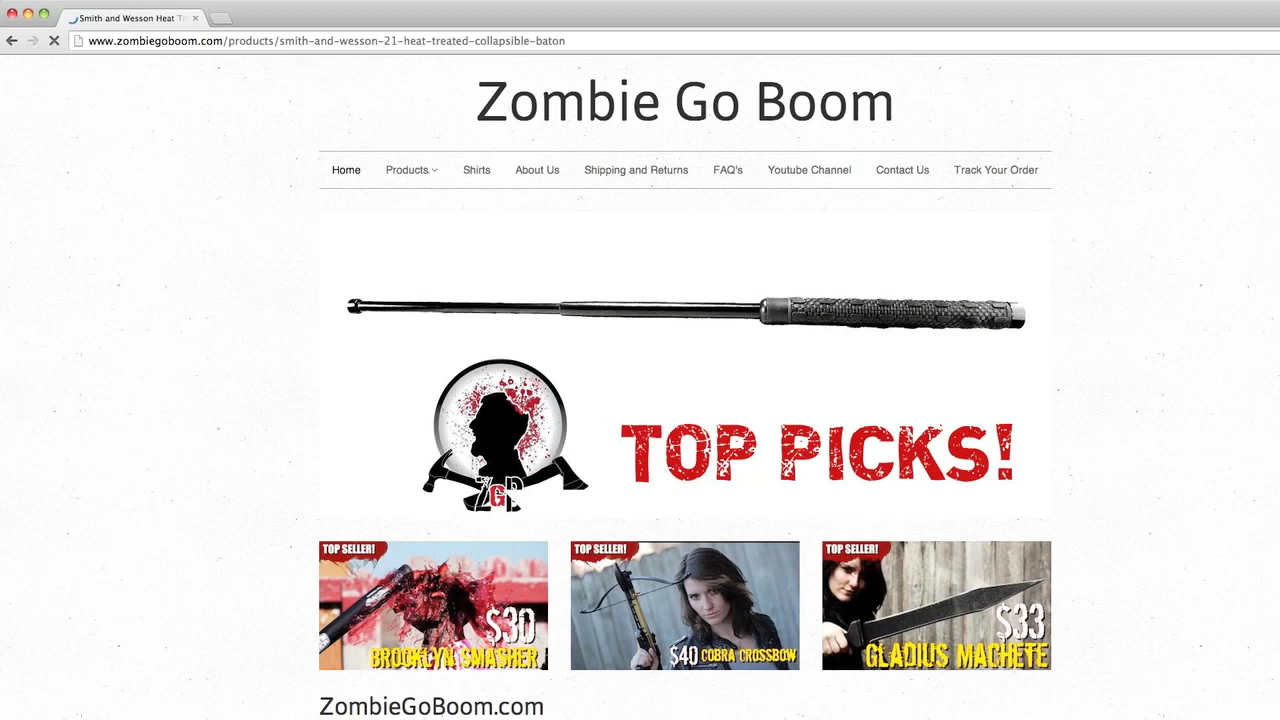 Smith and Wesson Heat Tr
www.zombiegoboom.com/products/smith-and-wesson-21-heat-treated-collapsible-baton
Zombie Go Boom
Home Products Shirts About Us Shipping and Returns FAQ's Youtube Channel Contact Us Track Your Order
ZGB
TOP PICKS!
TOP SELLER! TOP SELLER! TOP SELLER!
$30 $33
BROOKLYN SMASHER $40 COBRA CROSSBOW GLADIUS MACHETE
ZombieGoBoom.com